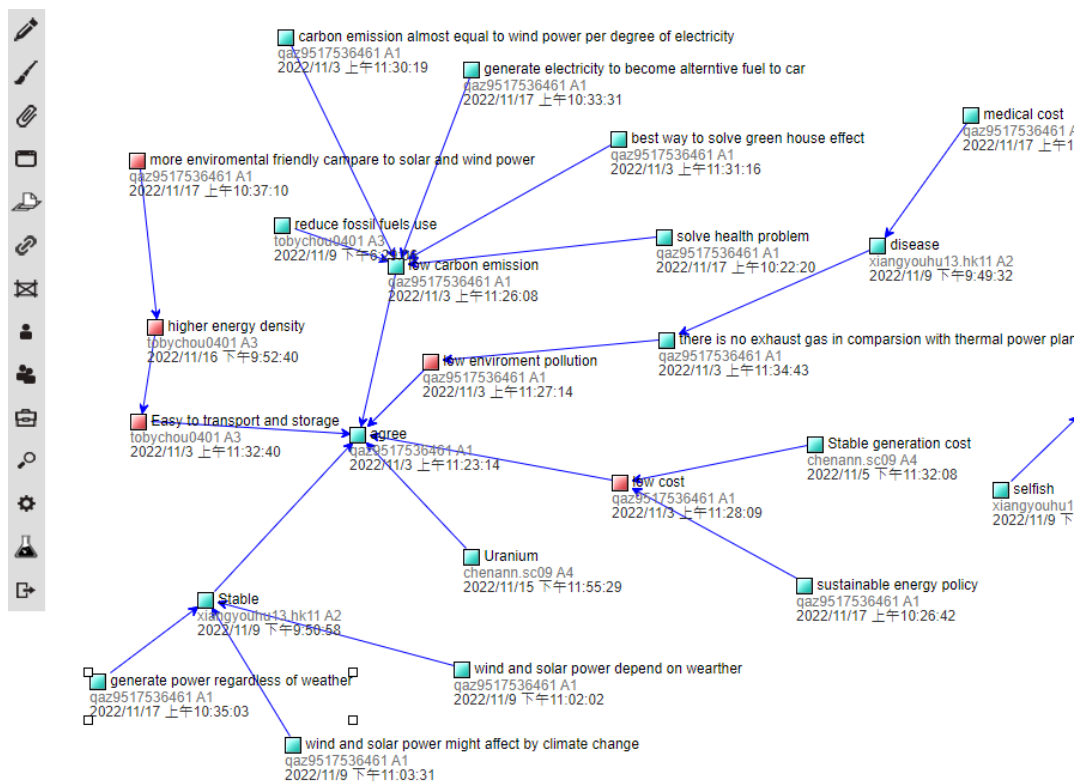 carbon emission almost equal to wind power per degree of electricity
qaz9517536461 A1
2022/11/3 上午11:30:19
generate electricity to become alterntive fuel to car
qaz9517536461 A1
2022/11/17 上午10:33:31
medical cost
qaz9517536461 A
2022/11/17 上午1
best way to solve green house effect
qaz9517536461 A1
2022/11/3 上午11:31:16
more enviromental friendly campare to solar and wind power
qaz9517536461 A1
2022/11/17 上午10:37:10
reduce fossil fuels use
tobychou0401 A3
2022/11/9 下午6:2
solve health problem
qaz9517536461 A1
2022/11/17 上午10:22:20
disease
xiangyouhu13.hk11 A2
2022/11/9 下午9:49:32
low carbon emission
qaz9517536461 A1
2022/11/3 上午11:26:08
higher energy density
tobychou0401 A3
2022/11/16 下午9:52:40
there is no exhaust gas in comparsion with thermal power plan
qaz9517536461 A1
2022/11/3 上午11:34:43
low enviroment pollution
qaz9517536461 A1
2022/11/3 上午11:27:14
Easy to transport and storage
tobychou0401 A3
2022/11/3 上午11:32:40
agree
qaz9517536461 A1
2022/11/3 上午11:23:14
Stable generation cost
chenann.sc09 A4
2022/11/5 下午11:32:08
low cost
qaz9517536461 A1
2022/11/3 上午11:28:09
selfish
xiangyouhu1
2022/11/9 下
Uranium
chenann.sc09 A4
2022/11/15 下午11:55:29
sustainable energy policy
qaz9517536461 A1
2022/11/17 上午10:26:42
Stable
xiangyouhu13.hk11 A2
2022/11/9 下午9:50:58
wind and solar power depend on wearther
qaz9517536461 A1
2022/11/9 下午11:02:02
generate power regardless of weather
qaz9517536461 A1
2022/11/17 上午10:35:03
wind and solar power might affect by climate change
qaz9517536461 A1
2022/11/9 下午11:03:31